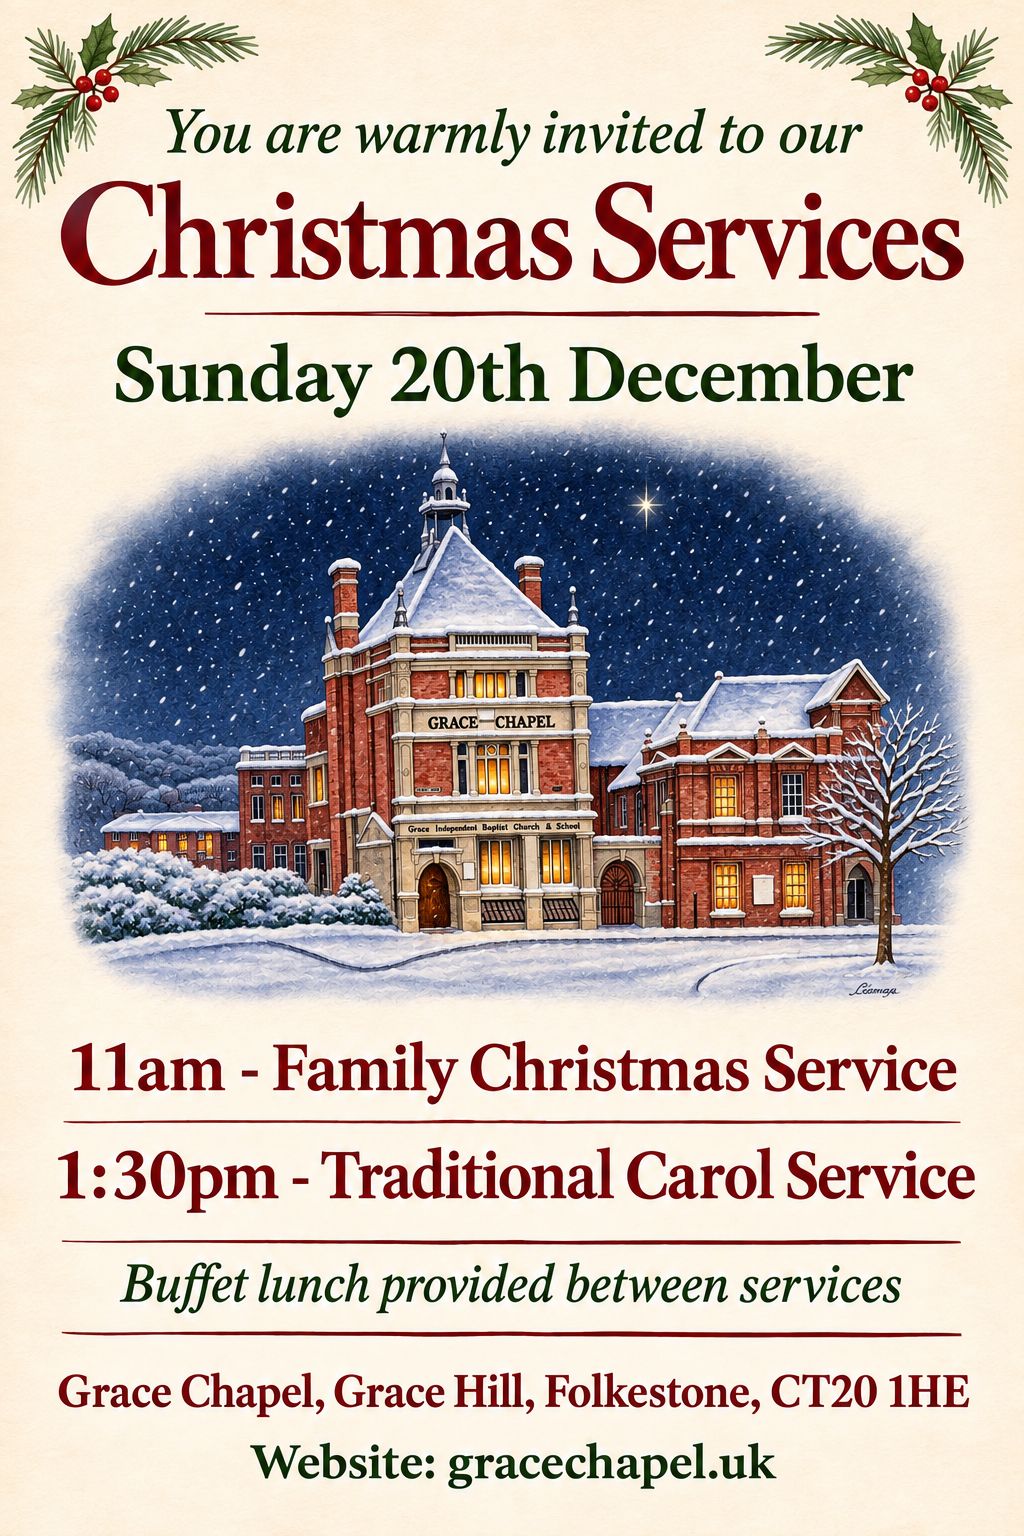 You are warmly invited to our
Christmas Services
Sunday 20th December
GRACE CHAPEL
Grace Independent Baptist Church & School
11am - Family Christmas Service
1:30pm - Traditional Carol Service
Buffet lunch provided between services
Grace Chapel, Grace Hill, Folkestone, CT20 1HE
Website: gracechapel.uk